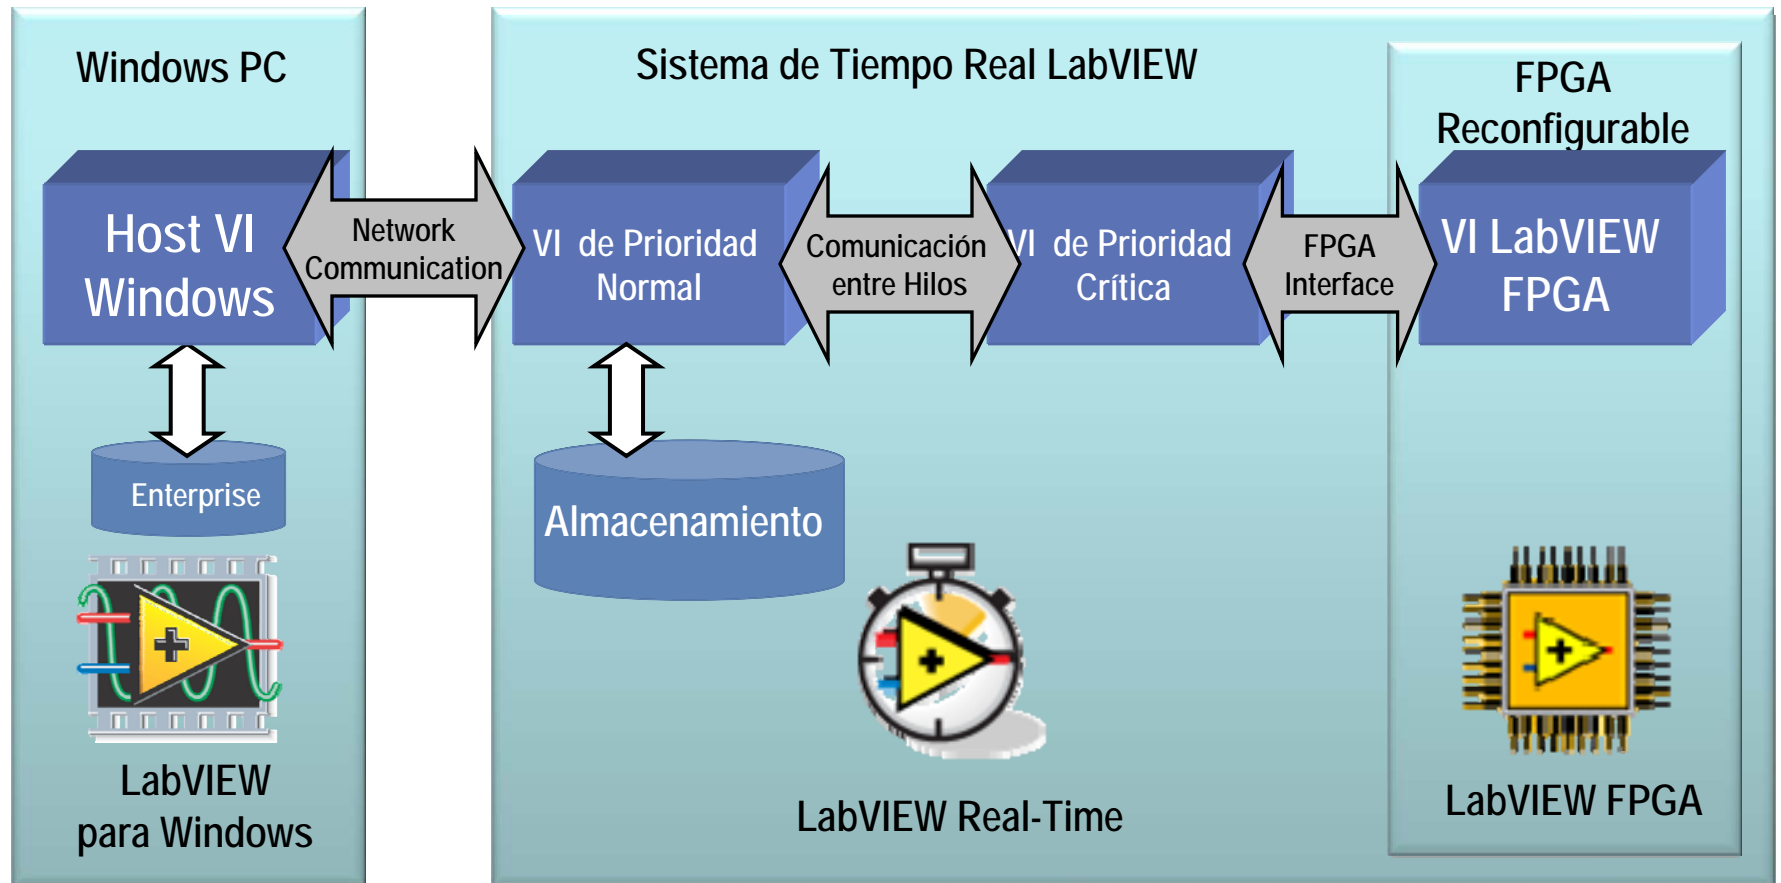 Windows PC
Host VI
Windows
Network
Communication
Enterprise
LabVIEW
para Windows
Sistema de Tiempo Real LabVIEW
VI de Prioridad
Normal
Comunicación
entre Hilos
VI de Prioridad
Crítica
FPGA
Interface
Almacenamiento
LabVIEW Real-Time
FPGA
Reconfigurable
VI LabVIEW
FPGA
LabVIEW FPGA